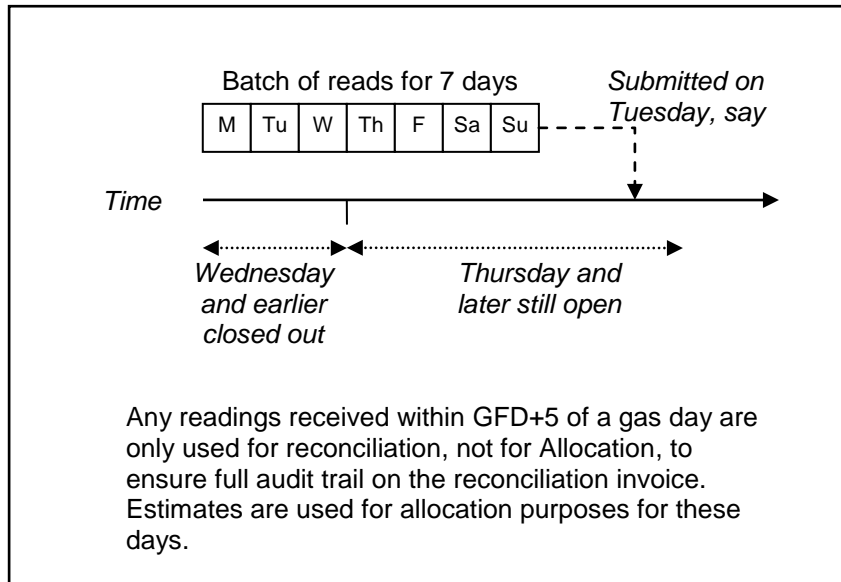 Batch of reads for 7 days
Submitted on
Tuesday, say
M Tu W Th F Sa Su
Time
Wednesday
and earlier
closed out
Thursday and
later still open
Any readings received within GFD+5 of a gas day are
only used for reconciliation, not for Allocation, to
ensure full audit trail on the reconciliation invoice.
Estimates are used for allocation purposes for these
days.